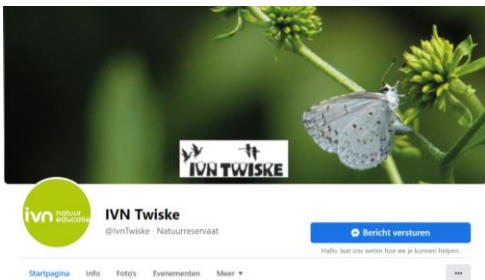 IVN TWISKE
ivn natuur
educatie
IVN Twiske
@IvnTwiske · Natuurreservaat
Bericht versturen
Hallo, laat ons weten hoe we je kunnen helpen.
Startpagina Info Foto's Evenementen Meer